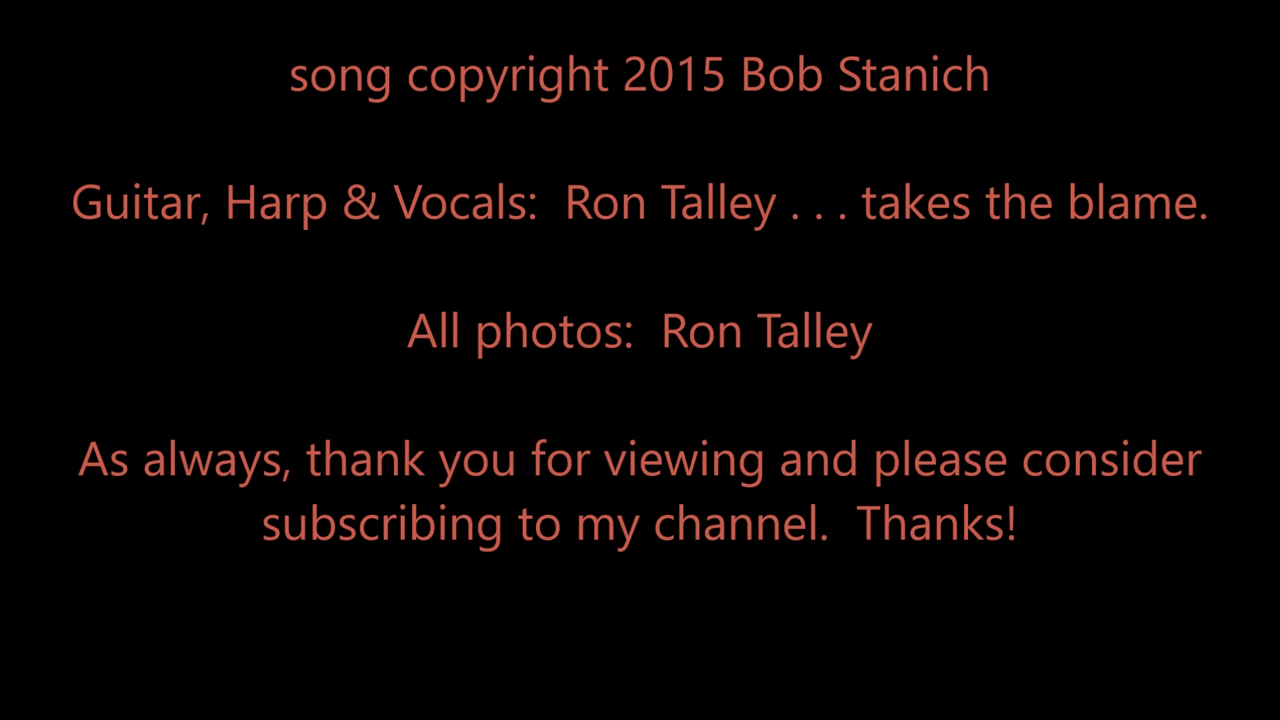 song copyright 2015 Bob Stanich
Guitar, Harp & Vocals:  Ron Talley . . . takes the blame.
All photos:  Ron Talley
As always, thank you for viewing and please consider
subscribing to my channel.  Thanks!